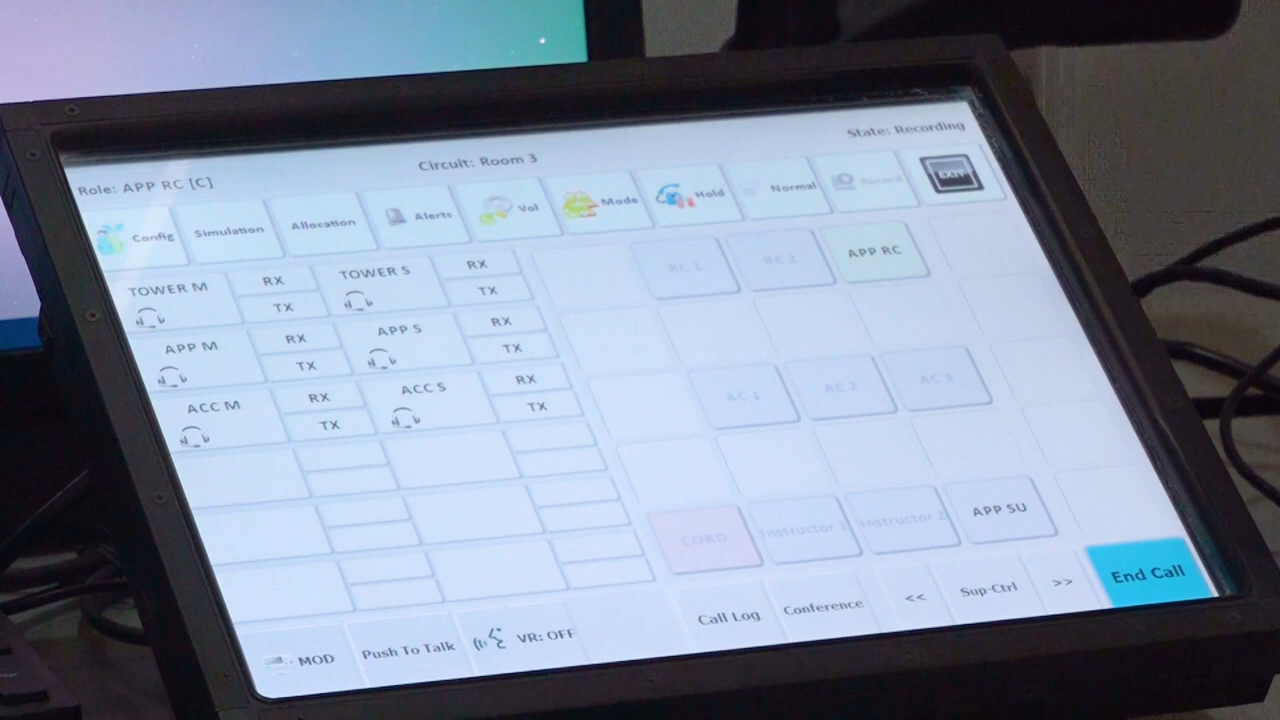 State: Recording
Circuit: Room 3
Role: APP RC [C]
Config
Simulation
Allocation
Alerts
Vol
Mode
Hold
Normal
Record
EXIT
TOWER M
RX
TX
TOWER S
RX
TX
RC 1
RC 2
APP RC
APP M
RX
TX
APP S
RX
TX
ACC M
RX
TX
ACC S
RX
TX
AC 1
AC 2
AC 3
CORD
Instructor 1
Instructor 2
APP SU
MOD
Push To Talk
VR: OFF
Call Log
Conference
<<
Sup-Ctrl
>>
End Call